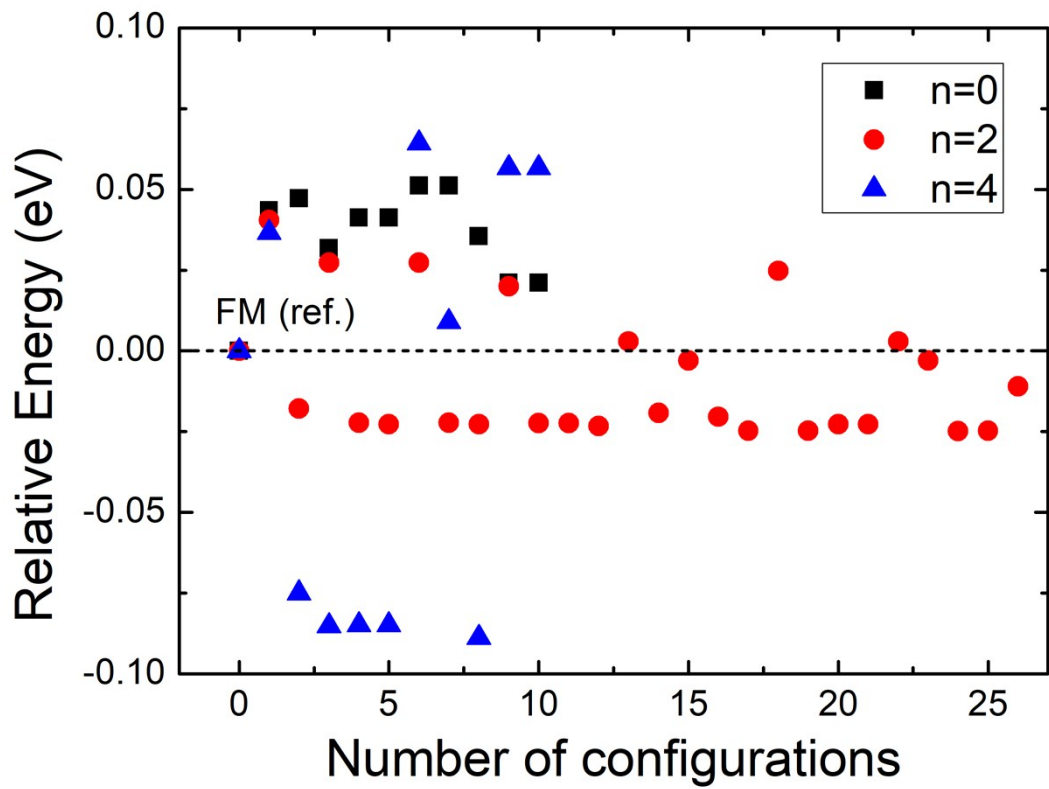 0.10
0.05
0.00
-0.05
-0.10
Relative Energy (eV)
n=0
n=2
n=4
FM (ref.)
0 5 10 15 20 25
Number of configurations